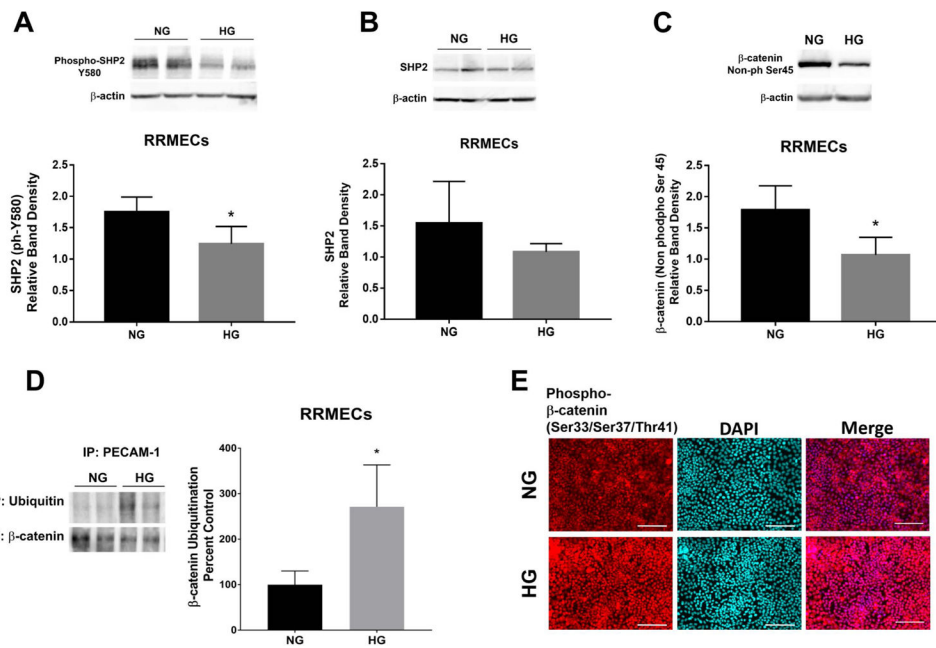 A
NG HG
Phospho-SHP2
Y580
β-actin
RRMECs
SHP2 (ph-Y580)
Relative Band Density
2.5
2.0
1.5
1.0
0.5
0.0
*
NG HG
B
NG HG
SHP2
β-actin
RRMECs
SHP2
Relative Band Density
2.5
2.0
1.5
1.0
0.5
0.0
NG HG
C
NG HG
β-catenin
Non-ph Ser45
β-actin
RRMECs
β-catenin (Non phodpho Ser 45)
Relative Band Density
2.5
2.0
1.5
1.0
0.5
0.0
*
NG HG
D
IP: PECAM-1
NG HG
: Ubiquitin
: β-catenin
RRMECs
β-catenin Ubiquitination
Percent Control
400
300
200
100
0
*
NG HG
E
Phospho-
β-catenin
(Ser33/Ser37/Thr41)
DAPI
Merge
NG
HG